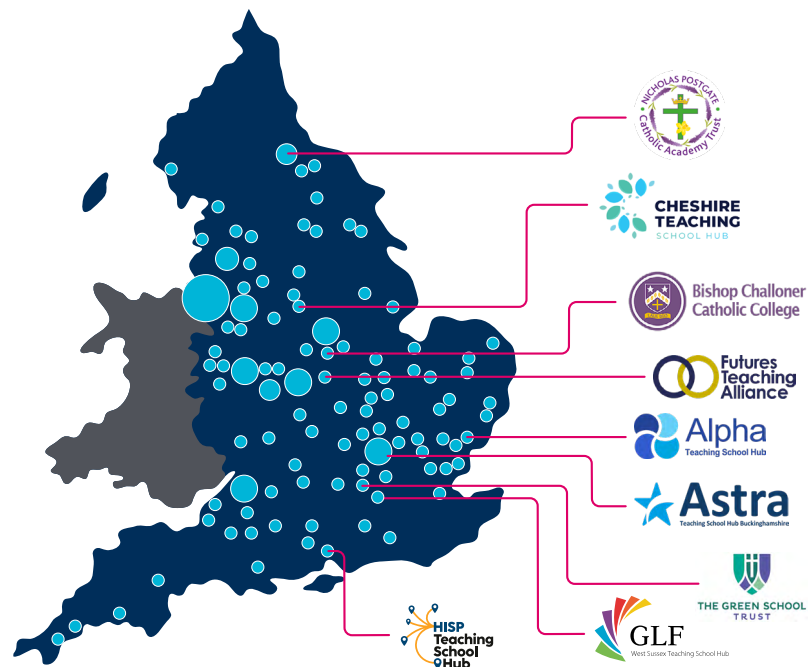 NICHOLAS POSTGATE
Catholic Academy Trust
CHESHIRE
TEACHING
SCHOOL HUB
Bishop Challoner
Catholic College
Futures
Teaching
Alliance
Alpha
Teaching School Hub
Astra
Teaching School Hub Buckinghamshire
THE GREEN SCHOOL
TRUST
HISP
Teaching
School
Hub
GLF
West Sussex Teaching School Hub